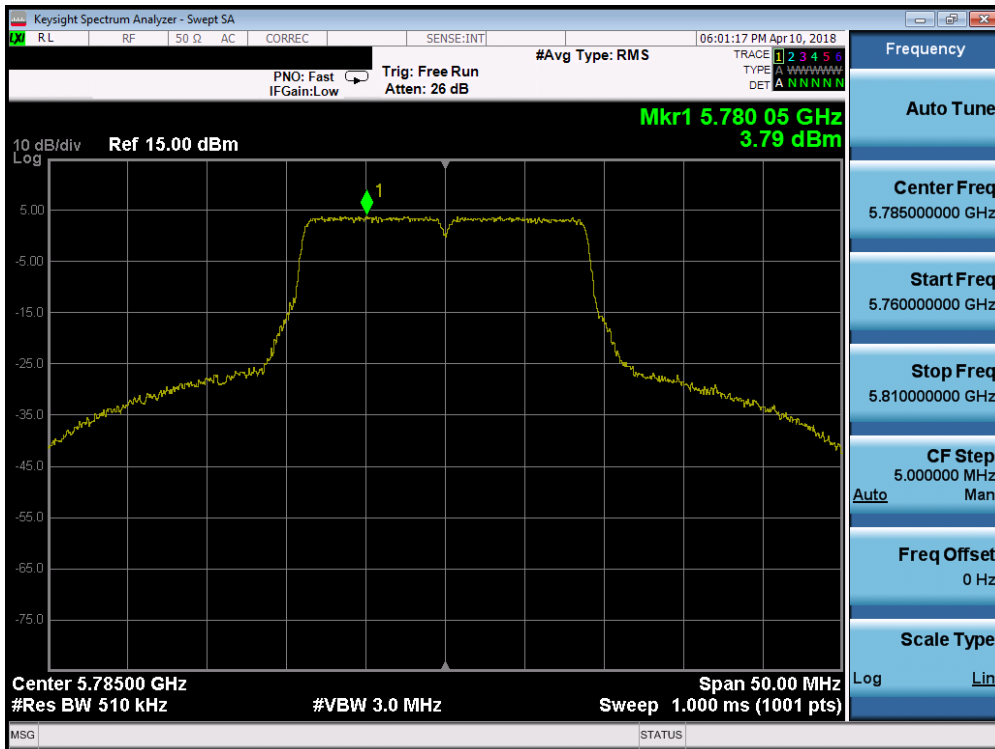 Keysight Spectrum Analyzer - Swept SA
LXI RL RF 50 Ω AC CORREC SENSE:INT 06:01:17 PM Apr 10, 2018
#Avg Type: RMS
TRACE 1 2 3 4 5 6
PNO: Fast Trig: Free Run TYPE A WWWWW
IFGain:Low Atten: 26 dB DET A N N N N N
Mkr1 5.780 05 GHz
3.79 dBm
10 dB/div Ref 15.00 dBm
Log
1
5.00
-5.00
-15.0
-25.0
-35.0
-45.0
-55.0
-65.0
-75.0
Center 5.78500 GHz Span 50.00 MHz
#Res BW 510 kHz #VBW 3.0 MHz Sweep 1.000 ms (1001 pts)
MSG STATUS
Frequency
Auto Tune
Center Freq
5.785000000 GHz
Start Freq
5.760000000 GHz
Stop Freq
5.810000000 GHz
CF Step
5.000000 MHz
Auto Man
Freq Offset
0 Hz
Scale Type
Log Lin